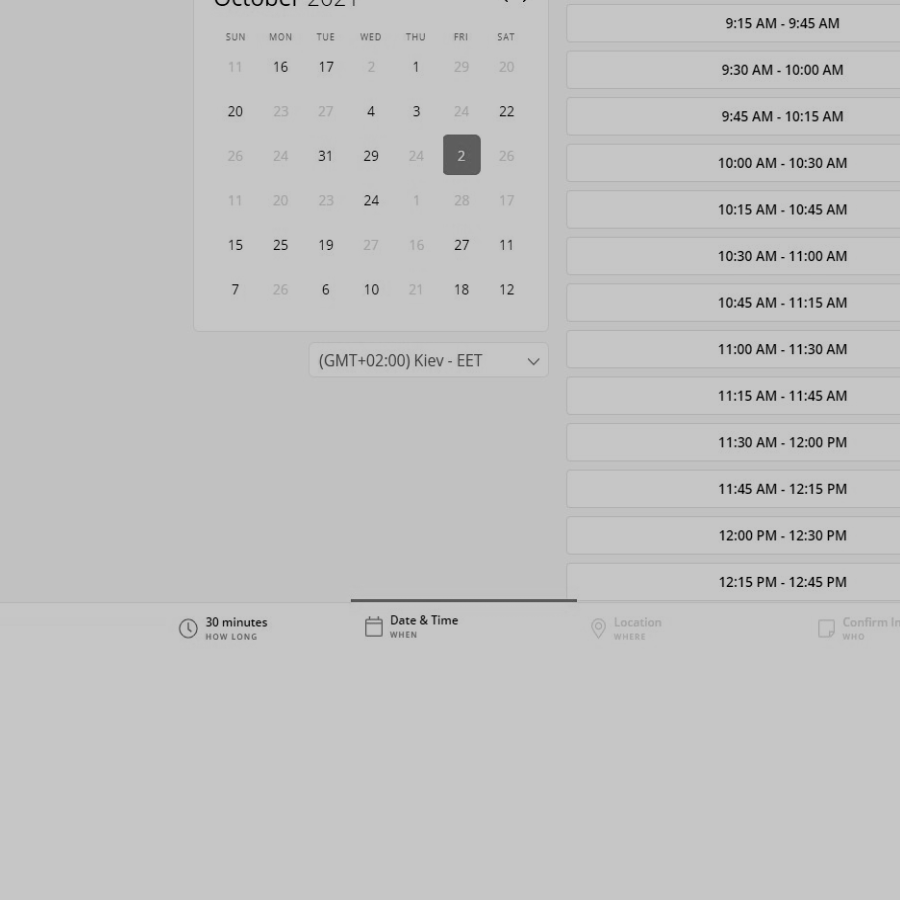 October 2021
SUN MON TUE WED THU FRI SAT
11 16 17 2 1 29 20
20 23 27 4 3 24 22
26 24 31 29 24 2 26
11 20 23 24 1 28 17
15 25 19 27 16 27 11
7 26 6 10 21 18 12
(GMT+02:00) Kiev - EET
9:15 AM - 9:45 AM
9:30 AM - 10:00 AM
9:45 AM - 10:15 AM
10:00 AM - 10:30 AM
10:15 AM - 10:45 AM
10:30 AM - 11:00 AM
10:45 AM - 11:15 AM
11:00 AM - 11:30 AM
11:15 AM - 11:45 AM
11:30 AM - 12:00 PM
11:45 AM - 12:15 PM
12:00 PM - 12:30 PM
12:15 PM - 12:45 PM
30 minutes
HOW LONG
Date & Time
WHEN
Location
WHERE
Confirm
WHO